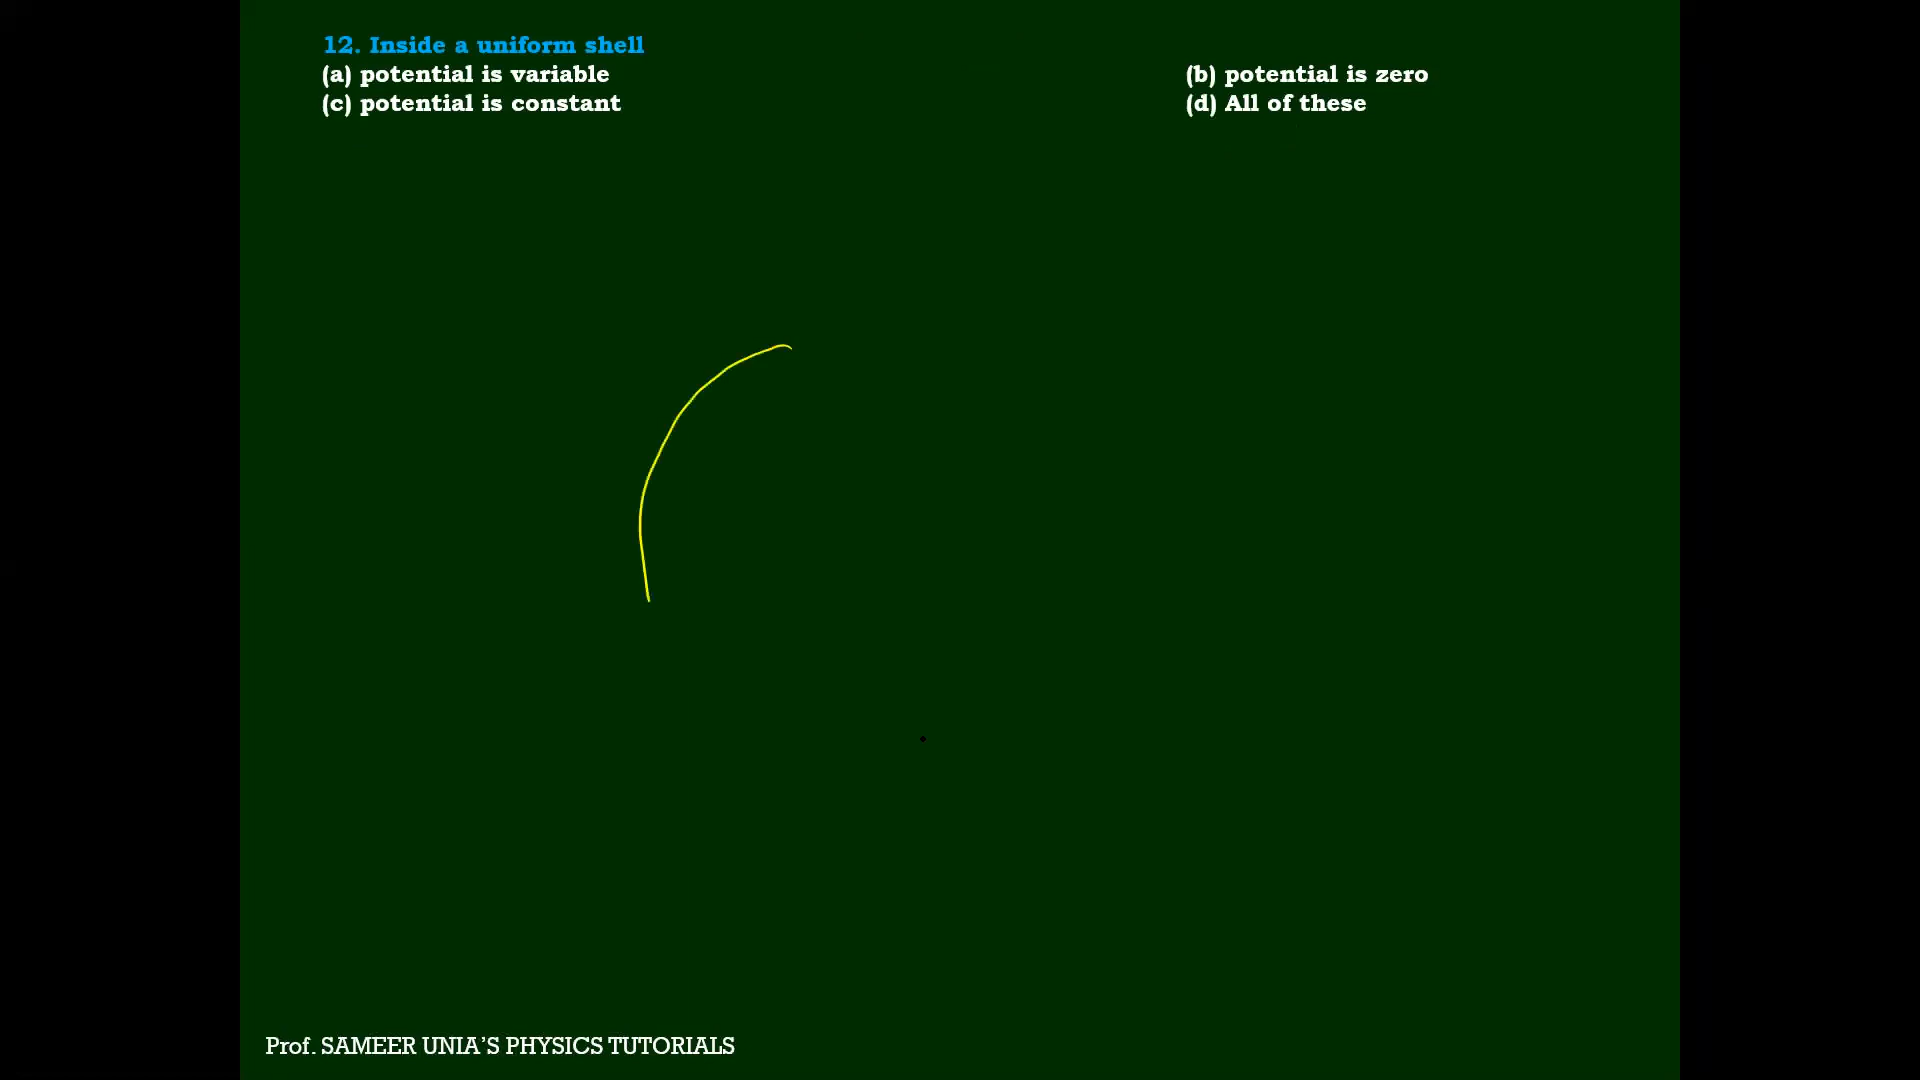 12. Inside a uniform shell
(a) potential is variable (b) potential is zero
(c) potential is constant (d) All of these
Prof. SAMEER UNIA’S PHYSICS TUTORIALS